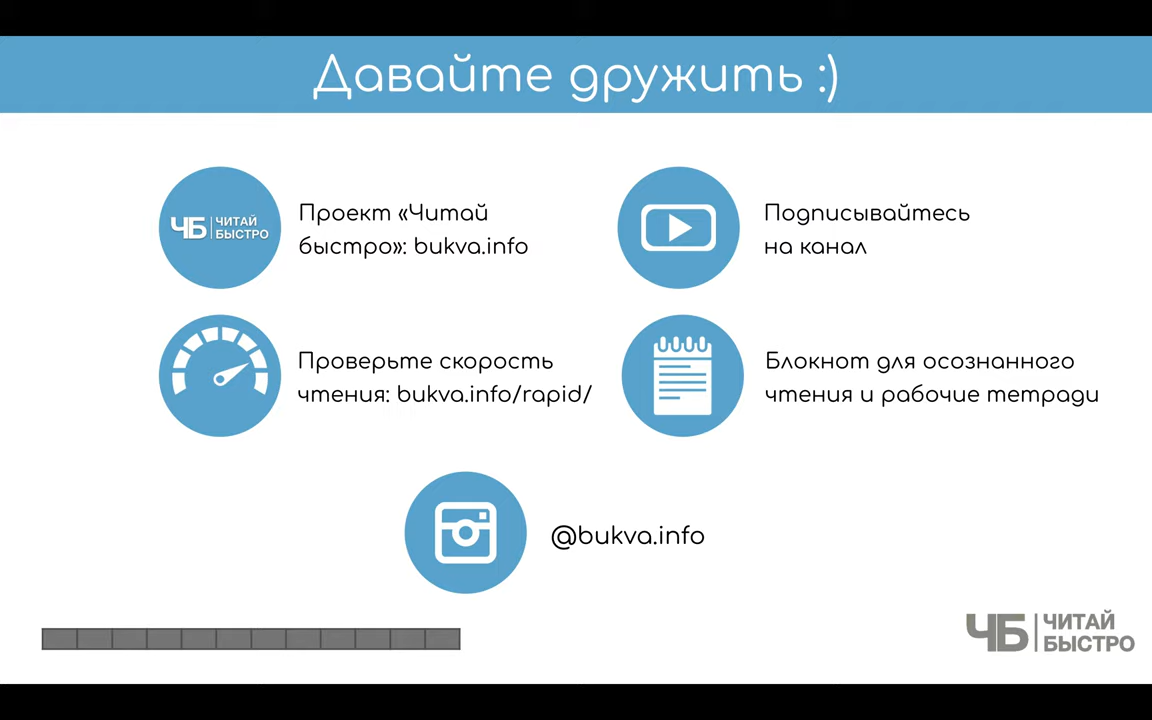 Давайте дружить :)
ЧБ ЧИТАЙ
БЫСТРО
Проект «Читай
быстро»: bukva.info
Подписывайтесь
на канал
Проверьте скорость
чтения: bukva.info/rapid/
Блокнот для осознанного
чтения и рабочие тетради
@bukva.info
ЧБ ЧИТАЙ
БЫСТРО